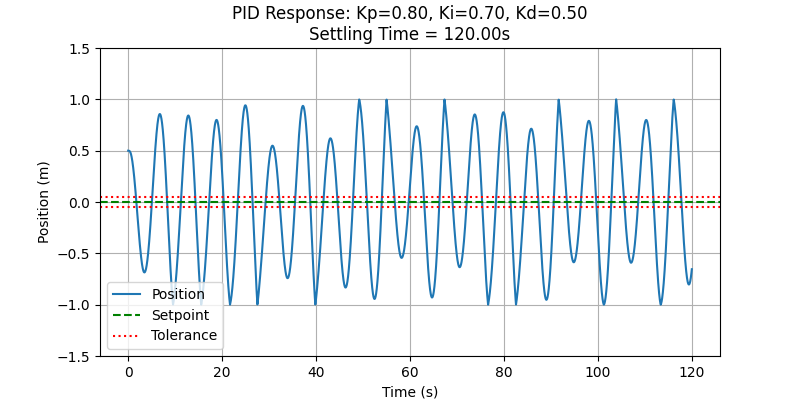 PID Response: Kp=0.80, Ki=0.70, Kd=0.50
Settling Time = 120.00s
1.5
1.0
0.5
0.0
−0.5
−1.0
−1.5
Position (m)
Position
Setpoint
Tolerance
0 20 40 60 80 100 120
Time (s)